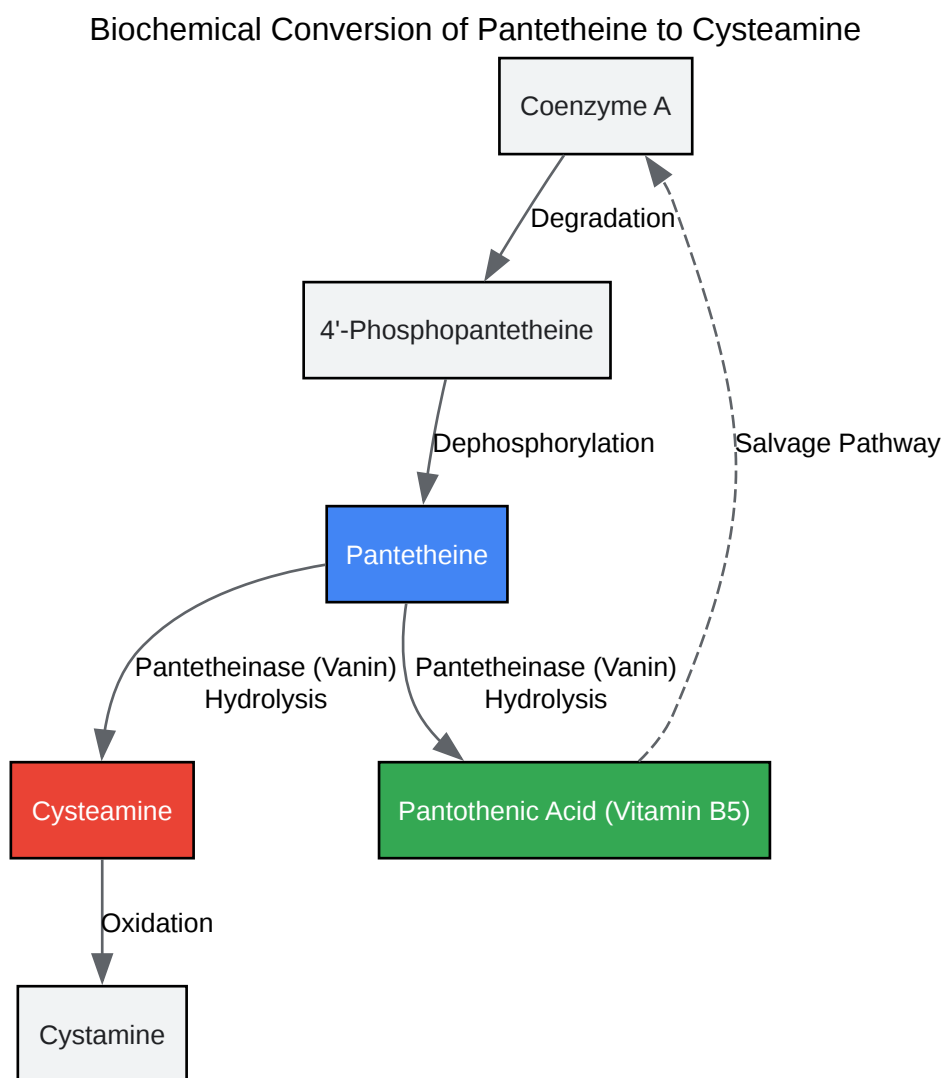 Biochemical Conversion of Pantetheine to Cysteamine
Coenzyme A
Degradation
4'-Phosphopantetheine
Dephosphorylation
Salvage Pathway
Pantetheine
Pantetheinase (Vanin)
Hydrolysis
Pantetheinase (Vanin)
Hydrolysis
Cysteamine
Pantothenic Acid (Vitamin B5)
Oxidation
Cystamine